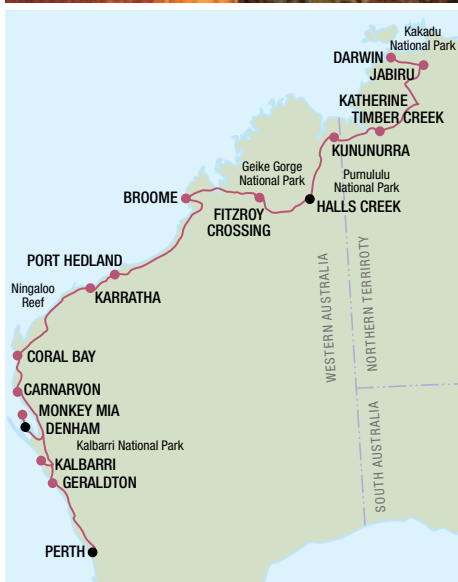 Kakadu
National Park
DARWIN
JABIRU
KATHERINE
TIMBER CREEK
KUNUNURRA
Geike Gorge
National Park
Purnululu
National Park
BROOME
HALLS CREEK
FITZROY
CROSSING
PORT HEDLAND
KARRATHA
Ningaloo
Reef
WESTERN AUSTRALIA
NORTHERN TERRIROTY
CORAL BAY
CARNARVON
MONKEY MIA
DENHAM
Kalbarri National Park
KALBARRI
GERALDTON
SOUTH AUSTRALIA
PERTH